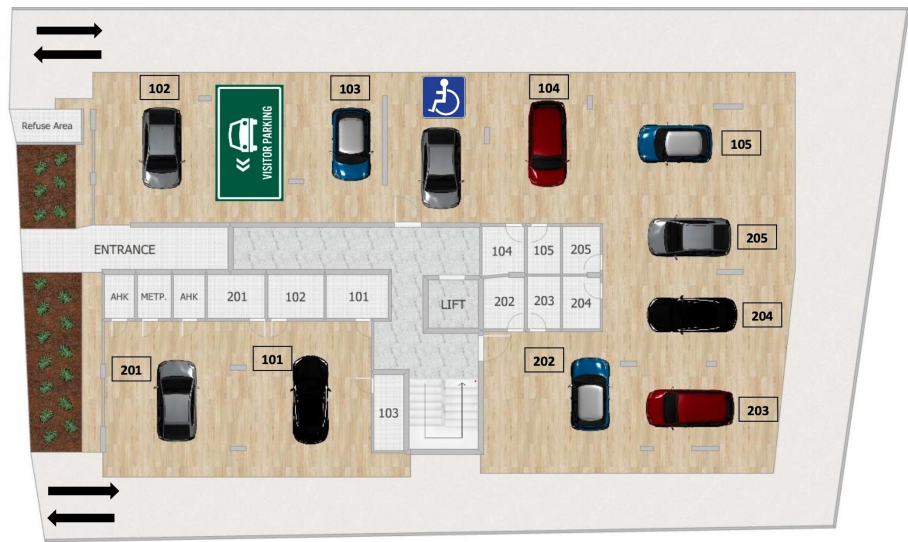 102
103
104
VISITOR PARKING
Refuse Area
105
ENTRANCE
104
105
205
205
AHK
METP.
AHK
201
102
101
LIFT
202
203
204
204
201
101
202
103
203